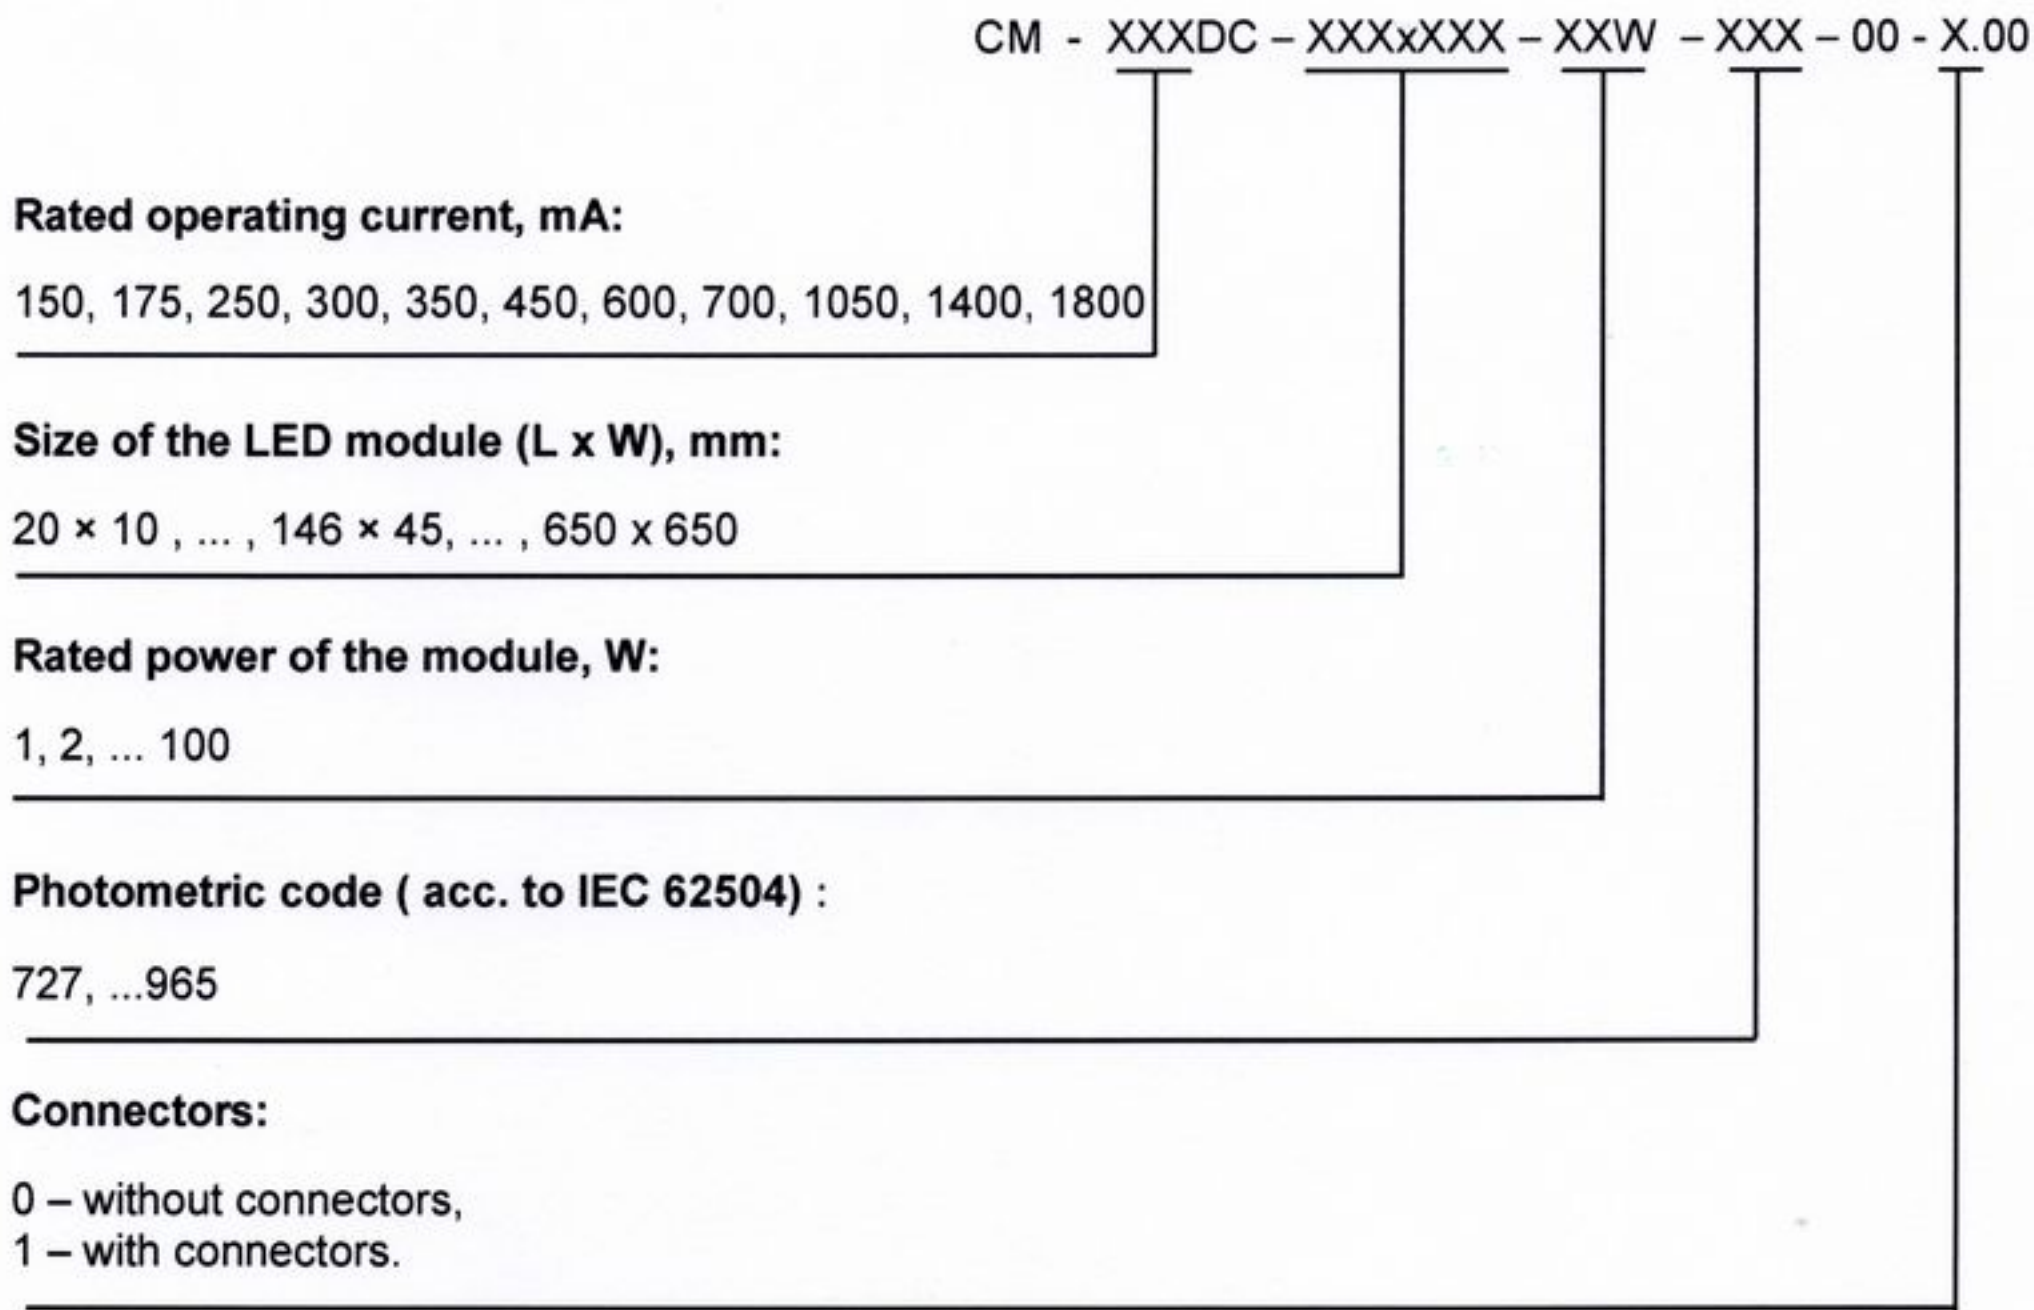 CM - XXXDC – XXXxXXX – XXW – XXX – 00 - X.00
Rated operating current, mA:
150, 175, 250, 300, 350, 450, 600, 700, 1050, 1400, 1800
Size of the LED module (L x W), mm:
20 × 10 , ... , 146 × 45, ... , 650 x 650
Rated power of the module, W:
1, 2, ... 100
Photometric code ( acc. to IEC 62504) :
727, ...965
Connectors:
0 – without connectors,
1 – with connectors.